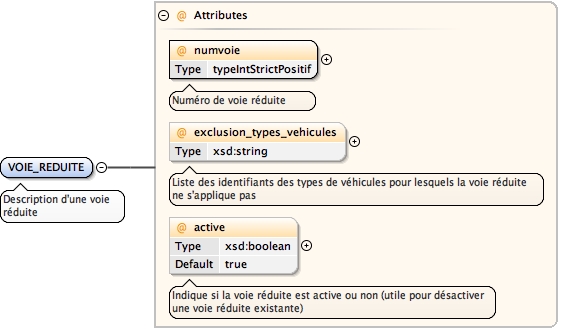 @ Attributes
@ numvoie
Type typeIntStrictPositif
Numéro de voie réduite
@ exclusion_types_vehicules
Type xsd:string
Liste des identifiants des types de véhicules pour lesquels la voie réduite
ne s'applique pas
VOIE_REDUITE
Description d'une voie
réduite
@ active
Type xsd:boolean
Default true
Indique si la voie réduite est active ou non (utile pour désactiver
une voie réduite existante)